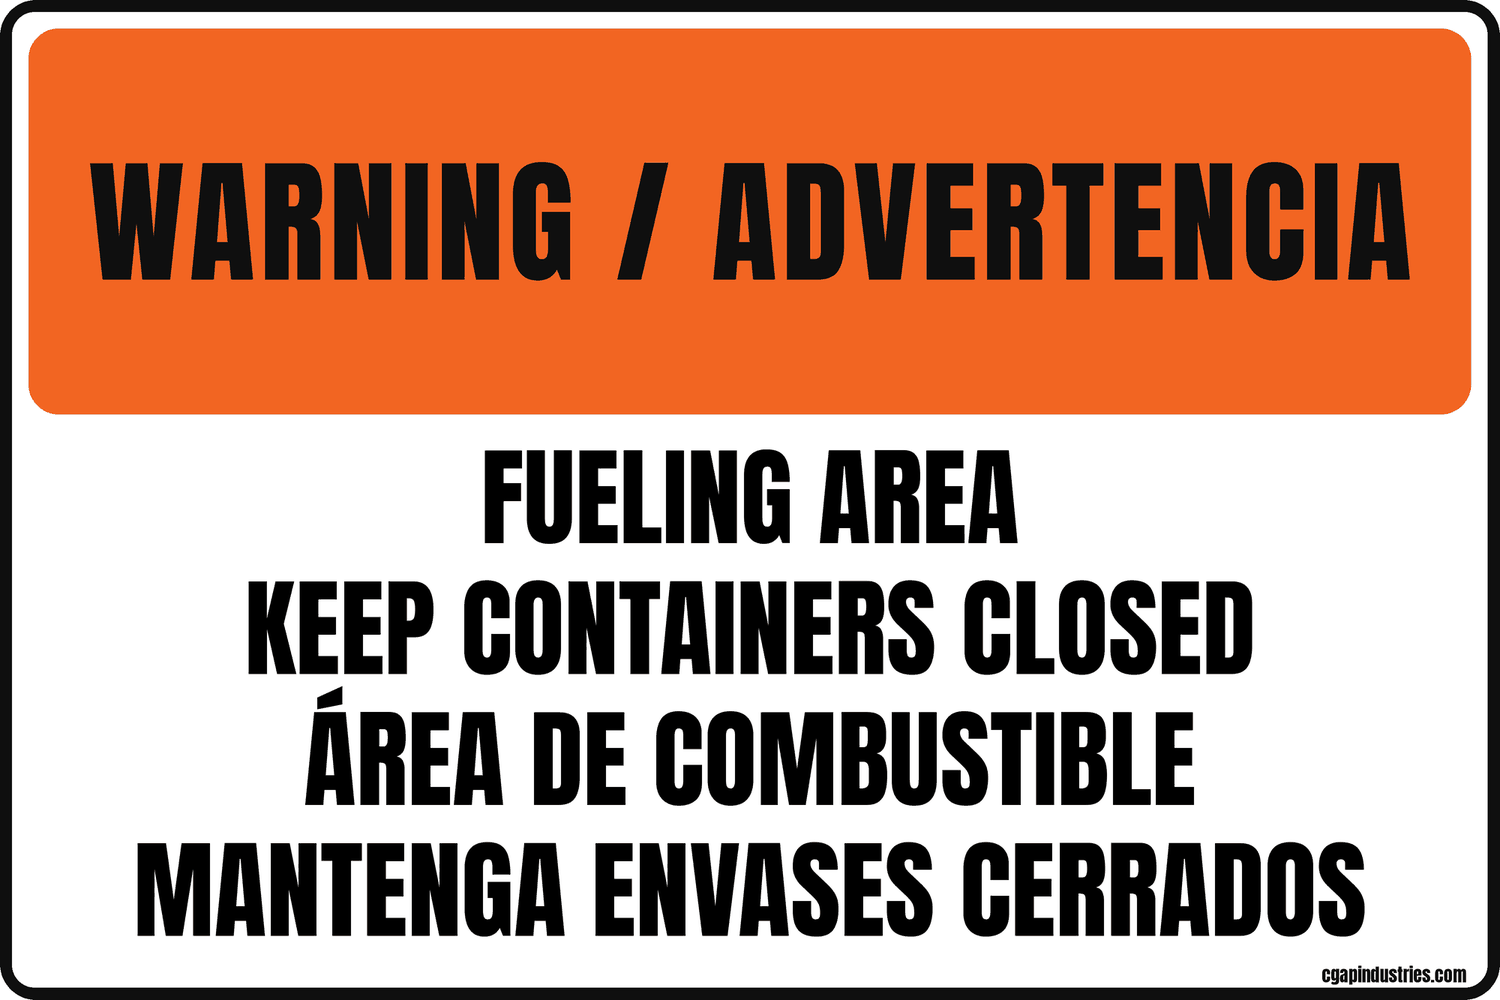 WARNING / ADVERTENCIA
FUELING AREA
KEEP CONTAINERS CLOSED
ÁREA DE COMBUSTIBLE
MANTENGA ENVASES CERRADOS
cgapindustries.com